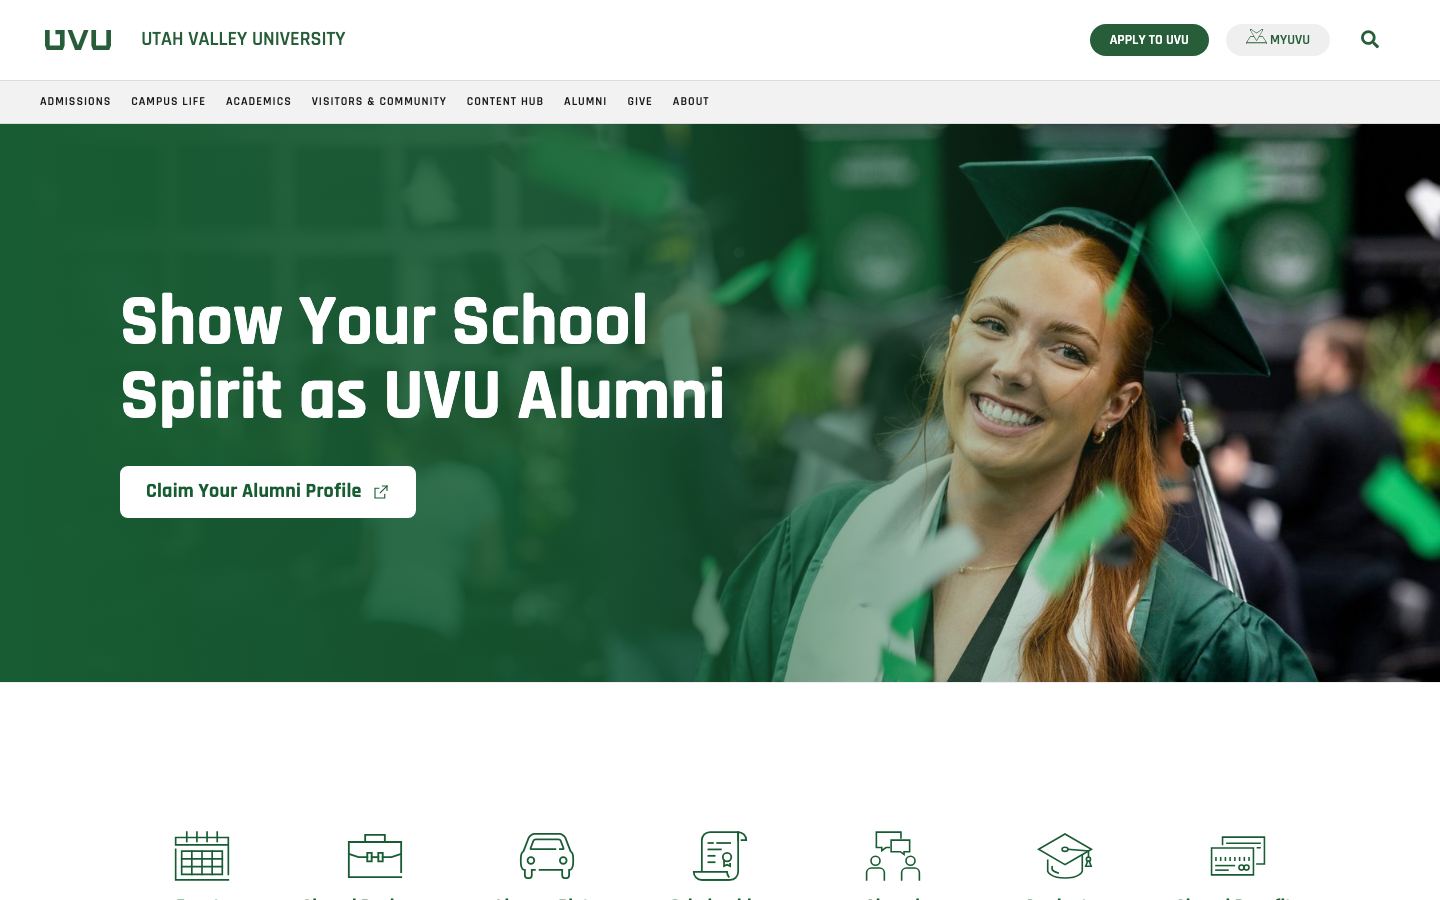 UVU UTAH VALLEY UNIVERSITY
APPLY TO UVU
MYUVU
ADMISSIONS CAMPUS LIFE ACADEMICS VISITORS & COMMUNITY CONTENT HUB ALUMNI GIVE ABOUT
Show Your School
Spirit as UVU Alumni
Claim Your Alumni Profile